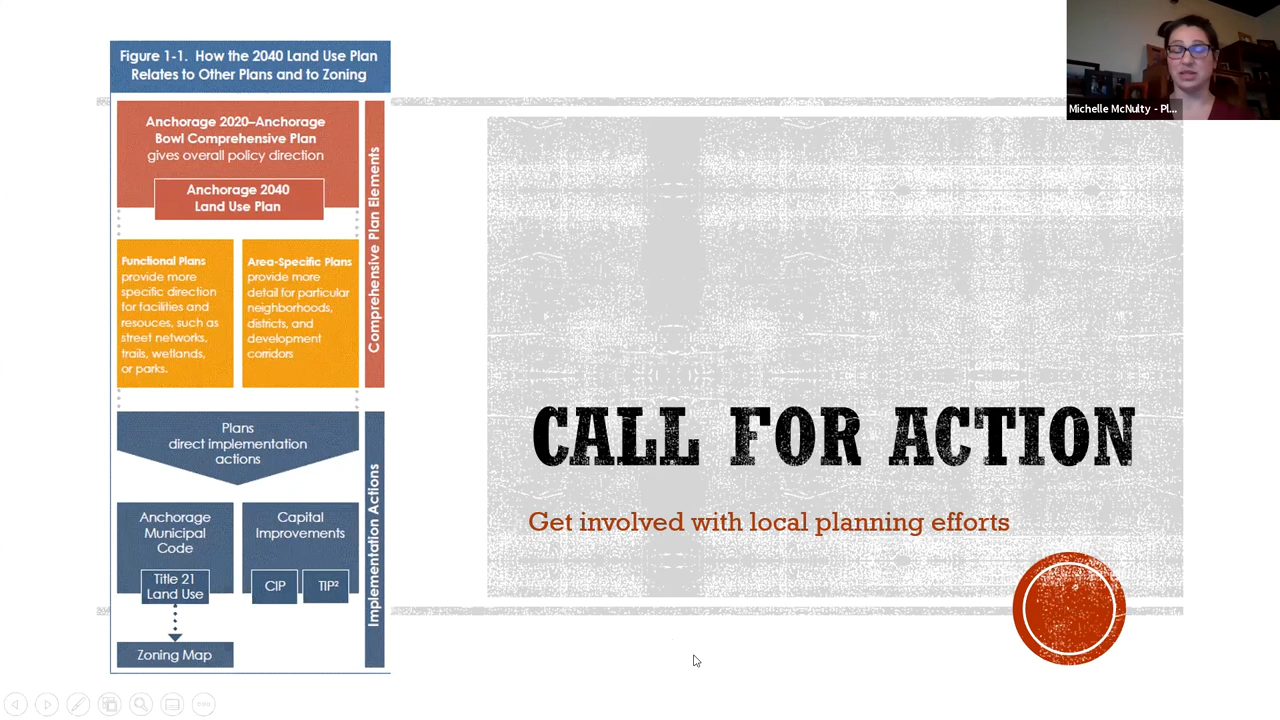 Figure 1-1. How the 2040 Land Use Plan
Relates to Other Plans and to Zoning
Anchorage 2020–Anchorage
Bowl Comprehensive Plan
gives overall policy direction
Anchorage 2040
Land Use Plan
Functional Plans
provide more
specific direction
for facilities and
resouces, such as
street networks,
trails, wetlands,
or parks.
Area-Specific Plans
provide more
detail for particular
neighborhoods,
districts, and
development
corridors
Comprehensive Plan Elements
Plans
direct implementation
actions
Anchorage
Municipal
Code
Title 21
Land Use
Zoning Map
Capital
Improvements
CIP
TIP²
Implementation Actions
CALL FOR ACTION
Get involved with local planning efforts
Michelle McNulty - Pl...